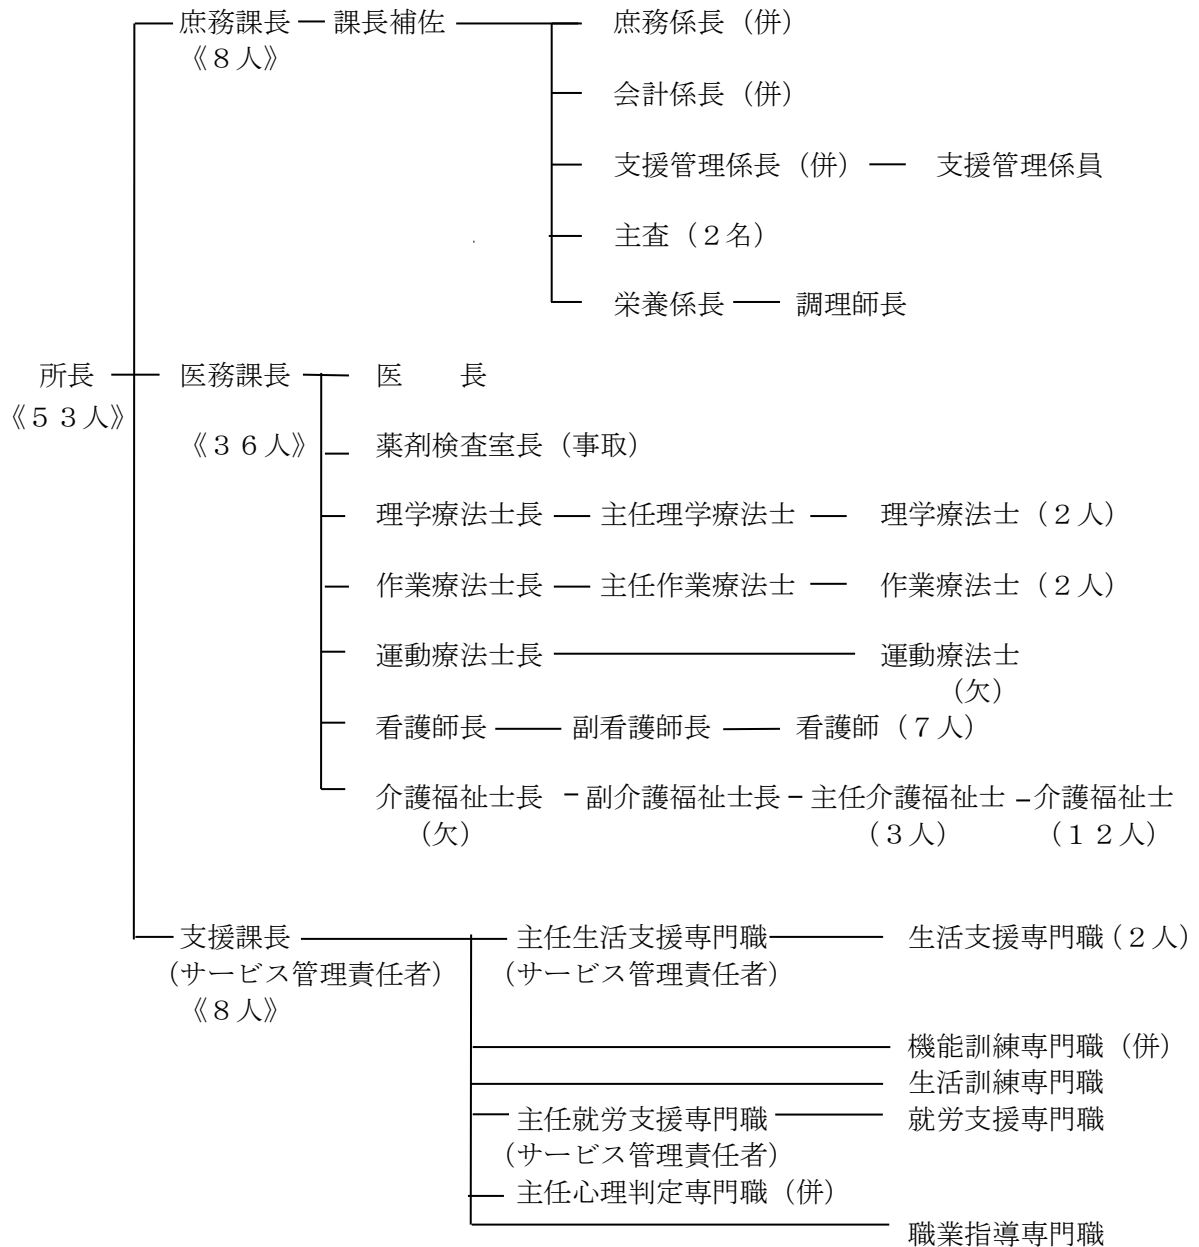 庶務課長 課長補佐 庶務係長（併）
《８人》
会計係長（併）
支援管理係長（併） 支援管理係員
主査（２名）
栄養係長 調理師長
所長 医務課長 医　　長
《５３人》
《３６人》 薬剤検査室長（事取）
理学療法士長 主任理学療法士 理学療法士（２人）
作業療法士長 主任作業療法士 作業療法士（２人）
運動療法士長 運動療法士
（欠）
看護師長 副看護師長 看護師（７人）
介護福祉士長 副介護福祉士長 主任介護福祉士 介護福祉士
（欠） （３人） （１２人）
支援課長 主任生活支援専門職 生活支援専門職（２人）
（サービス管理責任者） （サービス管理責任者）
《８人》
機能訓練専門職（併）
生活訓練専門職
主任就労支援専門職 就労支援専門職
（サービス管理責任者）
主任心理判定専門職（併）
職業指導専門職